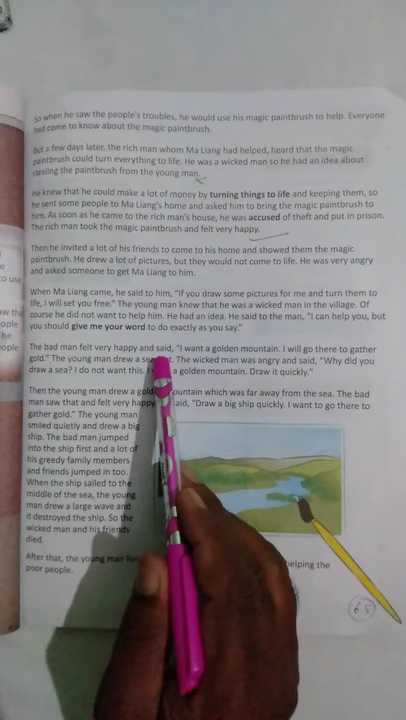 So when he saw the people's troubles, he would use his magic paintbrush to help. Everyone
had come to know about the magic paintbrush.
But a few days later, the rich man whom Ma Liang had helped, heard that the magic
paintbrush could turn everything to life. He was a wicked man so he had an idea about
stealing the paintbrush from the young man.
He knew that he could make a lot of money by turning things to life and keeping them, so
he sent some people to Ma Liang's home and asked him to bring the magic paintbrush to
him. As soon as he came to the rich man's house, he was accused of theft and put in prison.
The rich man took the magic paintbrush and felt very happy.
Then he invited a lot of his friends to come to his home and showed them the magic
paintbrush. He drew a lot of pictures, but they would not come to life. He was very angry
and asked someone to get Ma Liang to him.
When Ma Liang came, he said to him, "If you draw some pictures for me and turn them to
life, I will set you free." The young man knew that he was a wicked man in the village. Of
course he did not want to help him. He had an idea. He said to the man, "I can help you, but
you should give me your word to do exactly as you say."
The bad man felt very happy and said, "I want a golden mountain. I will go there to gather
gold." The young man drew a sea. The wicked man was angry and said, "Why did you
draw a sea? I do not want this. a golden mountain. Draw it quickly."
Then the young man drew a mountain which was far away from the sea. The bad
man saw that and felt very happy "Draw a big ship quickly. I want to go there to
gather gold." The young man
smiled quietly and drew a big
ship. The bad man jumped
into the ship first and a lot of
his greedy family members
and friends jumped in too.
When the ship sailed to the
middle of the sea, the young
man drew a large wave and
it destroyed the ship. So the
wicked man and his friends
died.
After that, the young man helping the
poor people.
65